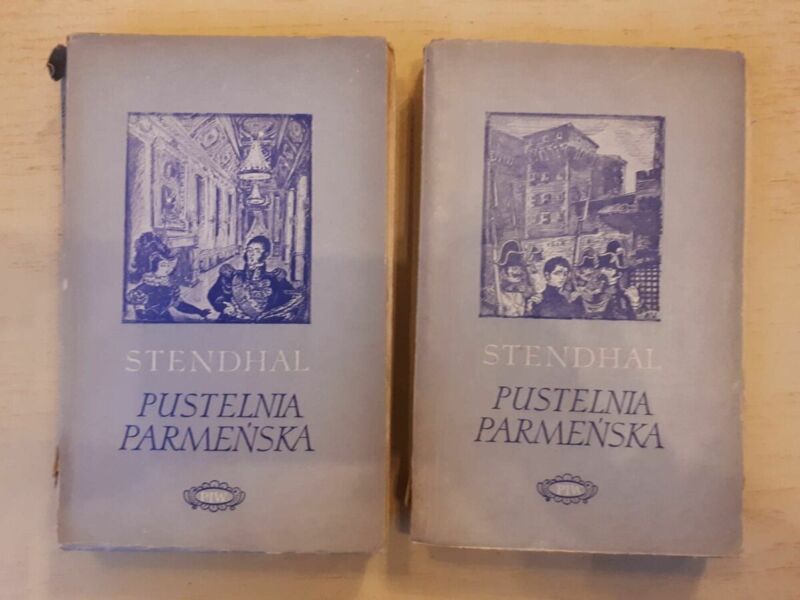 STENDHAL
PUSTELNIA
PARMEŃSKA
PIW
STENDHAL
PUSTELNIA
PARMEŃSKA
PIW